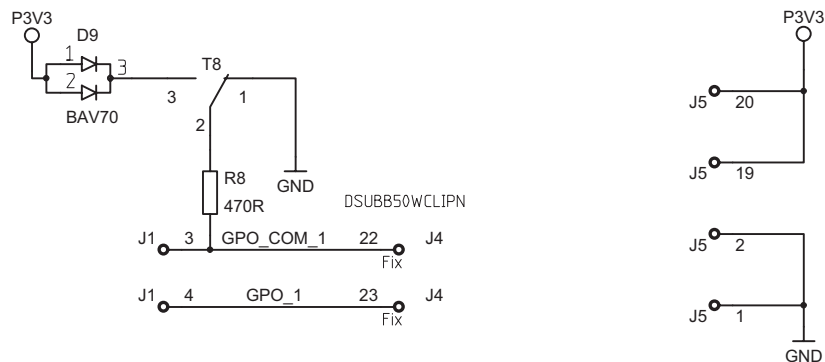 P3V3
D9
1
3
2
BAV70
T8
3
1
2
R8
470R
GND
DSUBB50WCLIPN
J1 3 GPO_COM_1 22 J4
Fix
J1 4 GPO_1 23 J4
Fix
P3V3
J5 20
J5 19
J5 2
J5 1
GND